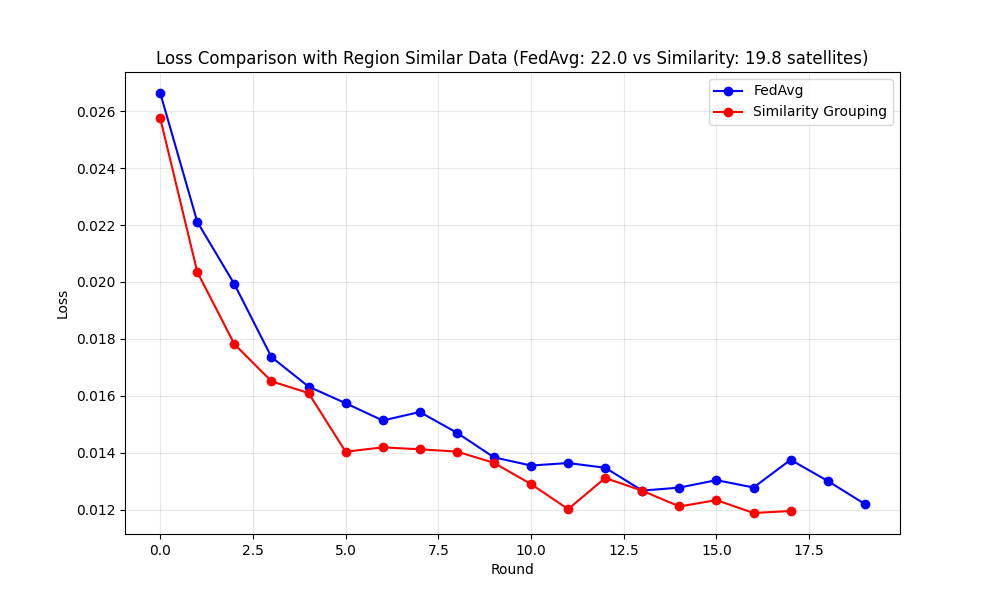 Loss Comparison with Region Similar Data (FedAvg: 22.0 vs Similarity: 19.8 satellites)
FedAvg
Similarity Grouping
Loss
0.026
0.024
0.022
0.020
0.018
0.016
0.014
0.012
0.0 2.5 5.0 7.5 10.0 12.5 15.0 17.5
Round